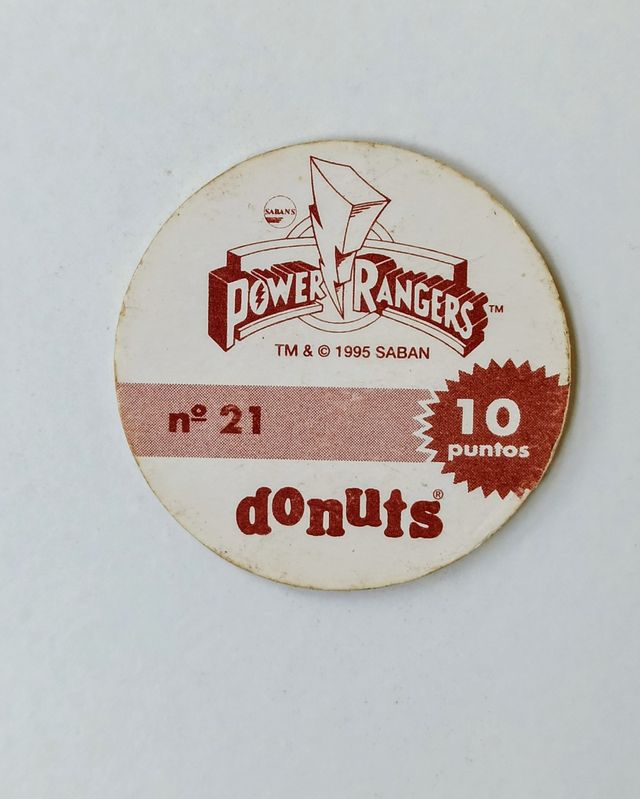 SABAN'S
POWER RANGERS™
TM & © 1995 SABAN
nº 21
10
puntos
donuts®